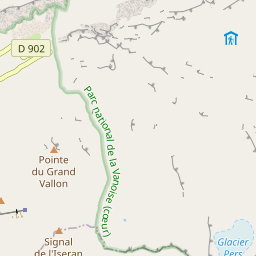 D 902
Parc national de la Vanoise (cœur)
Pointe
du Grand
Vallon
Signal
de l'Iseran
Glacier
Pers